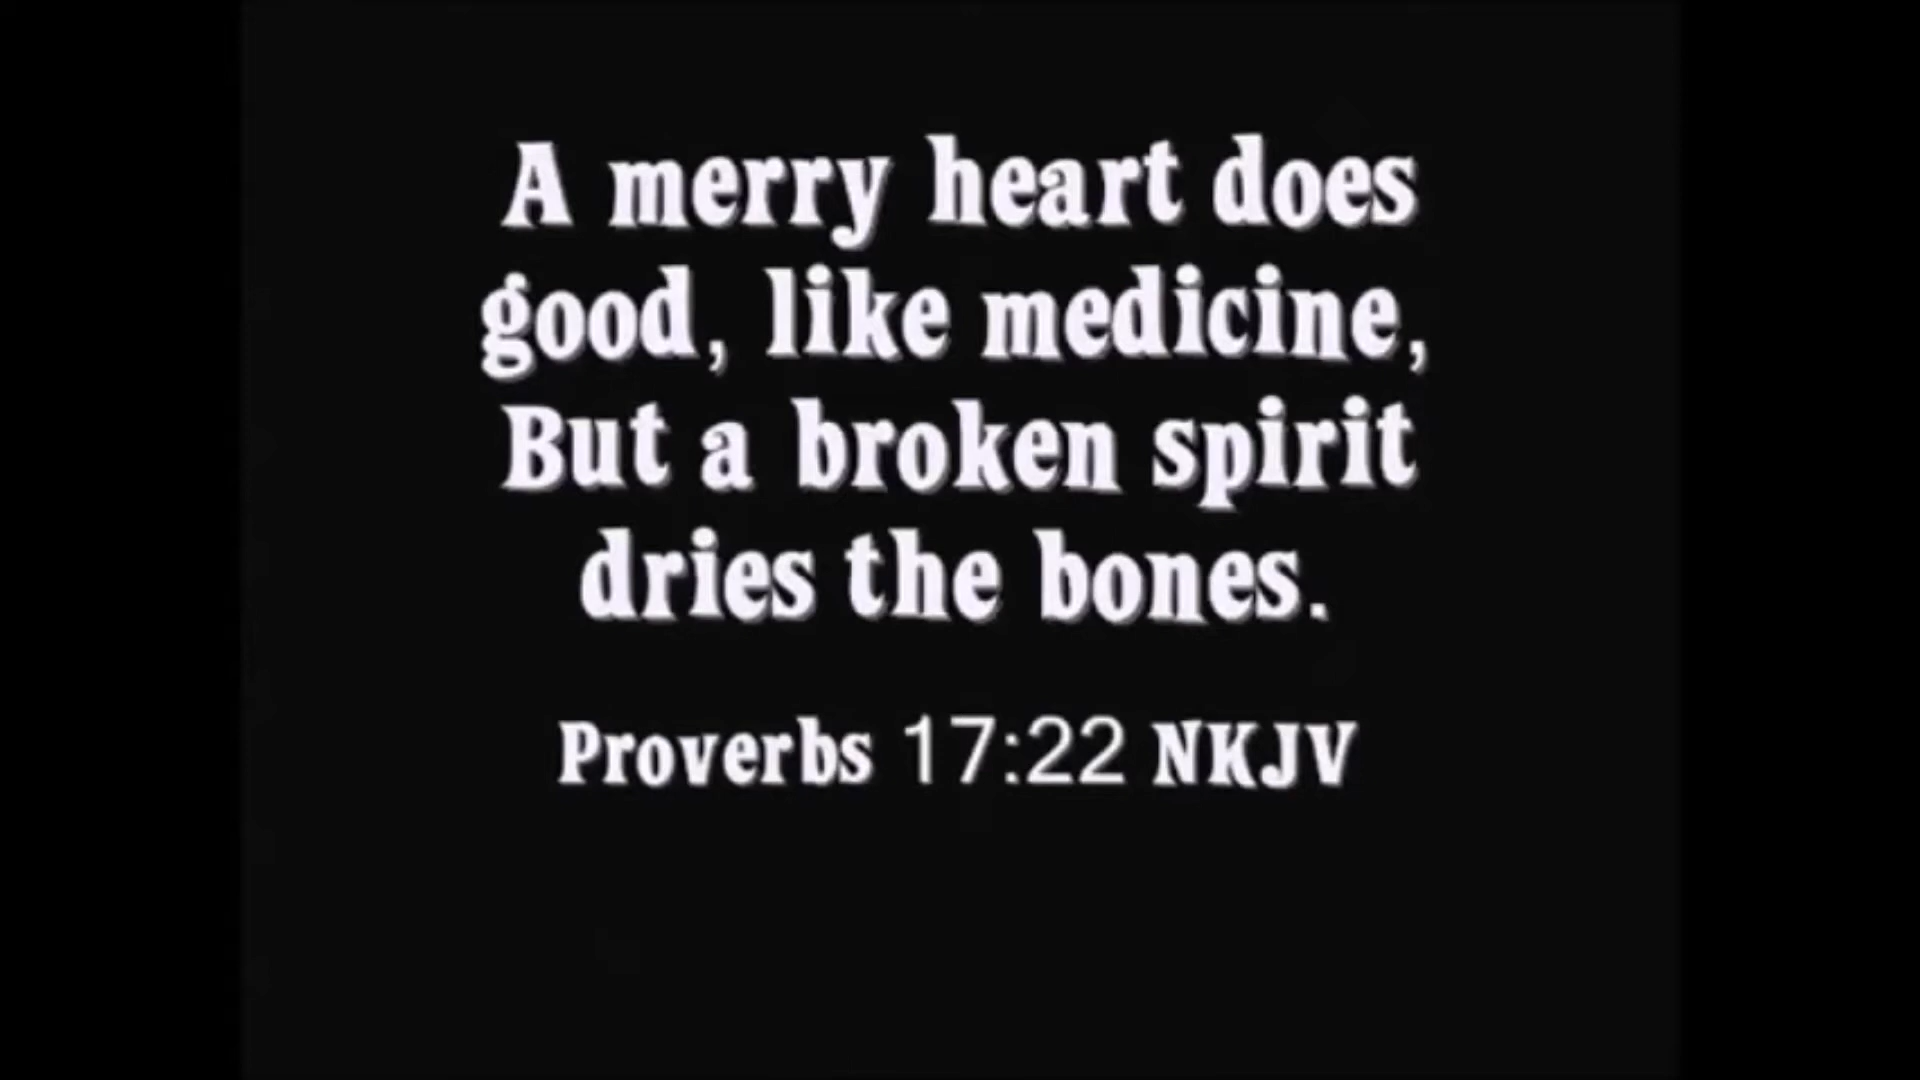 A merry heart does
good, like medicine,
But a broken spirit
dries the bones.
Proverbs 17:22 NKJV